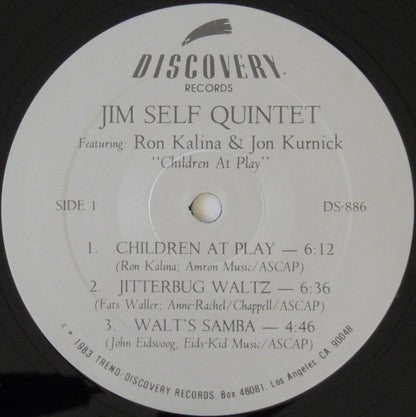 DISCOVERY
RECORDS
JIM SELF QUINTET
Featuring: Ron Kalina & Jon Kurnick
"Children At Play"
SIDE 1
DS-886
1. CHILDREN AT PLAY — 6:12
(Ron Kalina; Amron Music/ASCAP)
2. JITTERBUG WALTZ — 6:36
(Fats Waller; Anne-Rachel/Chappell/ASCAP)
3. WALT'S SAMBA — 4:46
(John Eidsvoog; Eids-Kid Music/ASCAP)
© ℗ 1983 TREND/DISCOVERY RECORDS. Box 48081, Los Angeles, CA 90048